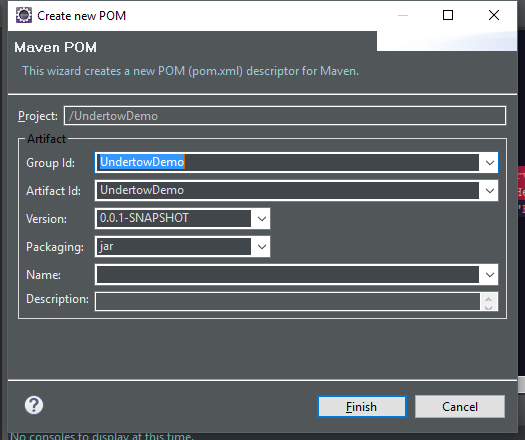 Create new POM
Maven POM
This wizard creates a new POM (pom.xml) descriptor for Maven.
Project: /UndertowDemo
Artifact
Group Id: UndertowDemo
Artifact Id: UndertowDemo
Version: 0.0.1-SNAPSHOT
Packaging: jar
Name:
Description:
? Finish Cancel
No consoles to display at this time.